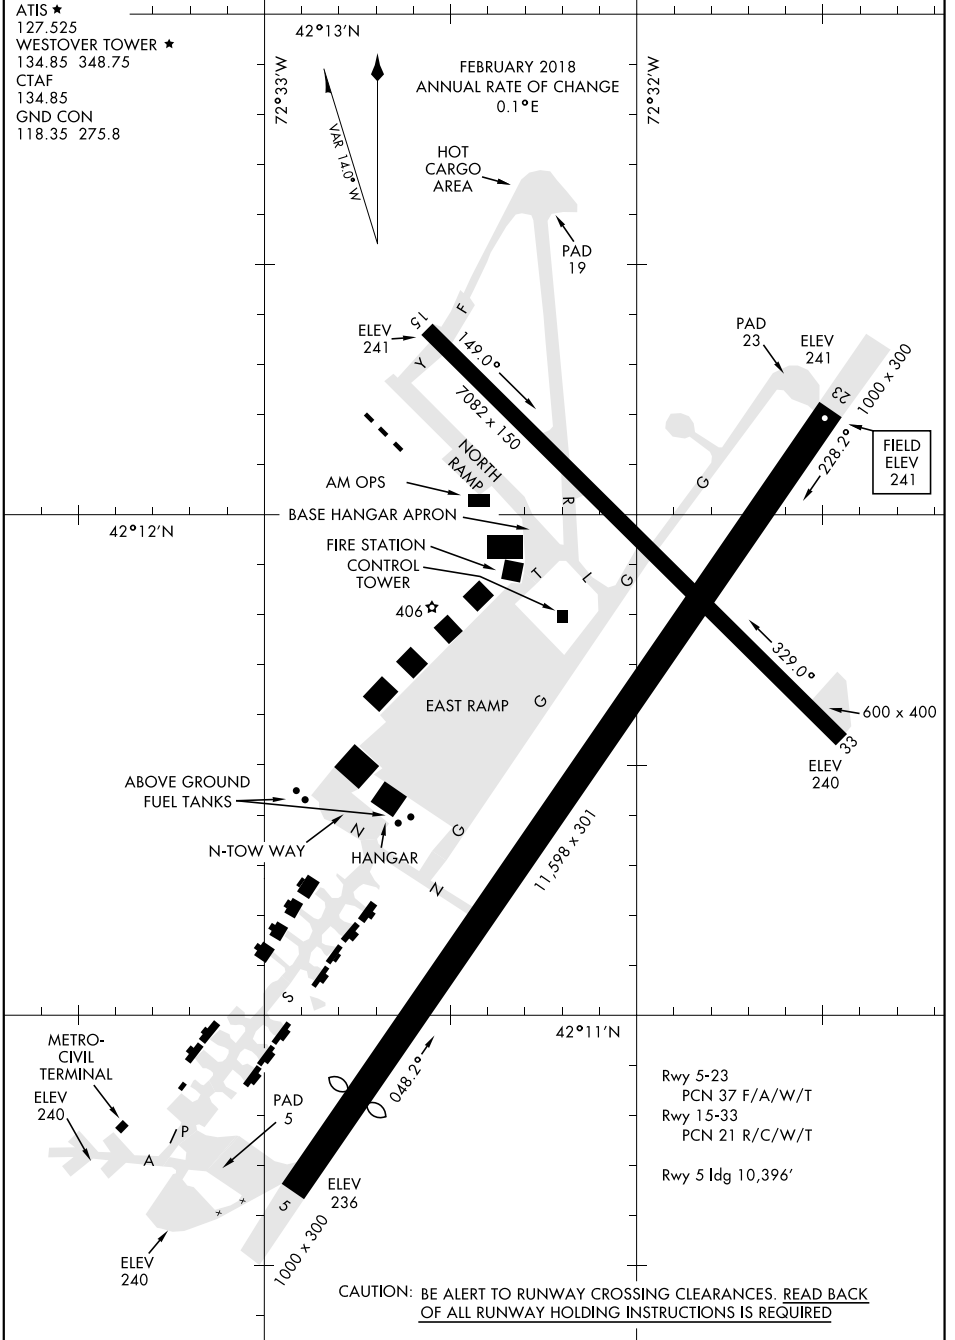 ATIS ★
127.525
WESTOVER TOWER ★
134.85 348.75
CTAF
134.85
GND CON
118.35 275.8
42°13'N
72°33'W
72°32'W
FEBRUARY 2018
ANNUAL RATE OF CHANGE
0.1°E
VAR 14.0° W
HOT
CARGO
AREA
PAD
19
F
15
ELEV
241
149.0°
Y
7082 x 150
PAD
23
ELEV
241
23
1000 x 300
228.2°
FIELD
ELEV
241
NORTH
RAMP
AM OPS
R
G
BASE HANGAR APRON
42°12'N
FIRE STATION
CONTROL
TOWER
T
L
G
406
329.0°
EAST RAMP
G
600 x 400
33
ELEV
240
ABOVE GROUND
FUEL TANKS
N
G
N-TOW WAY
HANGAR
N
11,598 x 301
S
42°11'N
METRO-
CIVIL
TERMINAL
048.2°
ELEV
240
PAD
5
P
A
Rwy 5-23
PCN 37 F/A/W/T
Rwy 15-33
PCN 21 R/C/W/T
Rwy 5 ldg 10,396'
ELEV
236
5
1000 x 300
ELEV
240
CAUTION: BE ALERT TO RUNWAY CROSSING CLEARANCES. READ BACK
OF ALL RUNWAY HOLDING INSTRUCTIONS IS REQUIRED